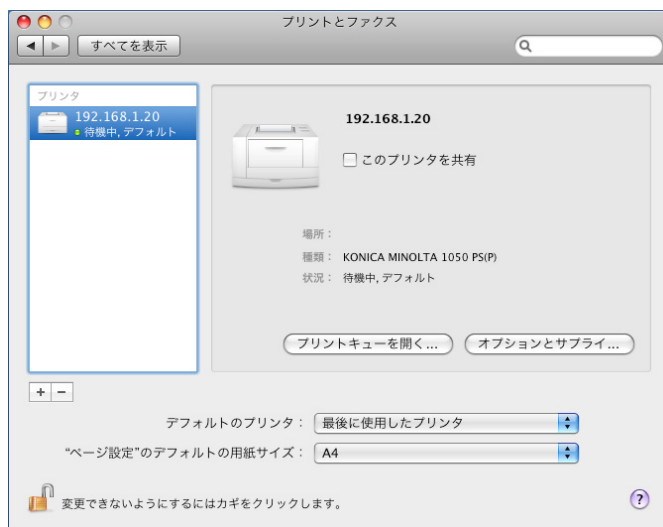 プリントとファクス
すべてを表示
プリンタ
192.168.1.20
待機中, デフォルト
192.168.1.20
このプリンタを共有
場所：
種類： KONICA MINOLTA 1050 PS(P)
状況： 待機中, デフォルト
プリントキューを開く... オプションとサプライ...
+ −
デフォルトのプリンタ： 最後に使用したプリンタ
“ページ設定”のデフォルトの用紙サイズ： A4
変更できないようにするにはカギをクリックします。 ?